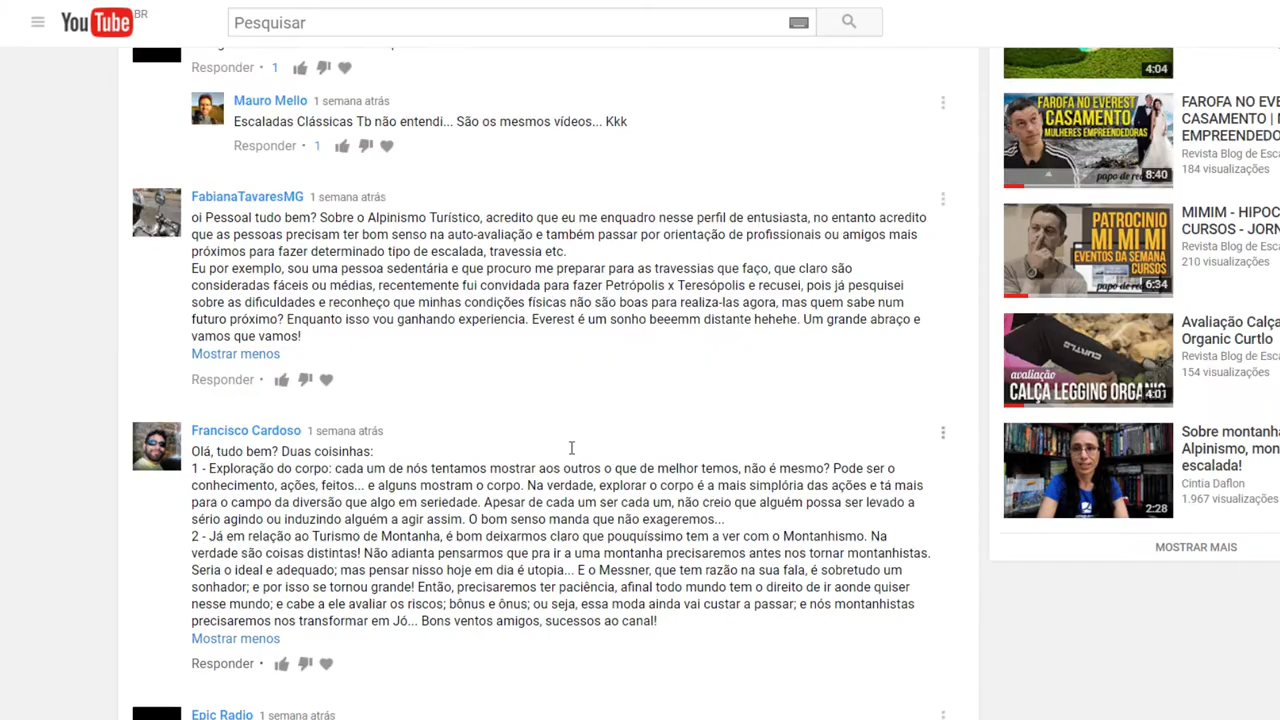 YouTube BR
Pesquisar
Responder · 1
Mauro Mello 1 semana atrás
Escaladas Clássicas Tb não entendi... São os mesmos vídeos... Kkk
Responder · 1
FabianaTavaresMG 1 semana atrás
oi Pessoal tudo bem? Sobre o Alpinismo Turístico, acredito que eu me enquadro nesse perfil de entusiasta, no entanto acredito
que as pessoas precisam ter bom senso na auto-avaliação e também passar por orientação de profissionais ou amigos mais
próximos para fazer determinado tipo de escalada, travessia etc.
Eu por exemplo, sou uma pessoa sedentária e que procuro me preparar para as travessias que faço, que claro são
consideradas fáceis ou médias, recentemente fui convidada para fazer Petrópolis x Teresópolis e recusei, pois já pesquisei
sobre as dificuldades e reconheço que minhas condições físicas não são boas para realiza-las agora, mas quem sabe num
futuro próximo? Enquanto isso vou ganhando experiencia. Everest é um sonho beeemm distante hehehe. Um grande abraço e
vamos que vamos!
Mostrar menos
Responder ·
Francisco Cardoso 1 semana atrás
Olá, tudo bem? Duas coisinhas:
1 - Exploração do corpo: cada um de nós tentamos mostrar aos outros o que de melhor temos, não é mesmo? Pode ser o
conhecimento, ações, feitos... e alguns mostram o corpo. Na verdade, explorar o corpo é a mais simplória das ações e tá mais
para o campo da diversão que algo em seriedade. Apesar de cada um ser cada um, não creio que alguém possa ser levado a
sério agindo ou induzindo alguém a agir assim. O bom senso manda que não exageremos...
2 - Já em relação ao Turismo de Montanha, é bom deixarmos claro que pouquíssimo tem a ver com o Montanhismo. Na
verdade são coisas distintas! Não adianta pensarmos que pra ir a uma montanha precisaremos antes nos tornar montanhistas.
Seria o ideal e adequado; mas pensar nisso hoje em dia é utopia... E o Messner, que tem razão na sua fala, é sobretudo um
sonhador; e por isso se tornou grande! Então, precisaremos ter paciência, afinal todo mundo tem o direito de ir aonde quiser
nesse mundo; e cabe a ele avaliar os riscos; bônus e ônus; ou seja, essa moda ainda vai custar a passar; e nós montanhistas
precisaremos nos transformar em Jó... Bons ventos amigos, sucessos ao canal!
Mostrar menos
Responder ·
Epic Radio 1 semana atrás
4:04
FAROFA NO EVEREST
CASAMENTO
MULHERES EMPREENDEDORAS
papo de
8:40
FAROFA NO EVE
CASAMENTO |
EMPREENDEDO
Revista Blog de Esca
184 visualizações
PATROCINIO
MI MI MI
EVENTOS DA SEMANA
CURSOS
papo de
6:34
MIMIM - HIPOC
CURSOS - JORN
Revista Blog de Esca
210 visualizações
CURTLO
avaliação
CALÇA LEGGING ORGANIC
4:01
Avaliação Calça
Organic Curtlo
Revista Blog de Esca
154 visualizações
2:28
Sobre montanha
Alpinismo, mon
escalada!
Cintia Daflon
1.967 visualizações
MOSTRAR MAIS